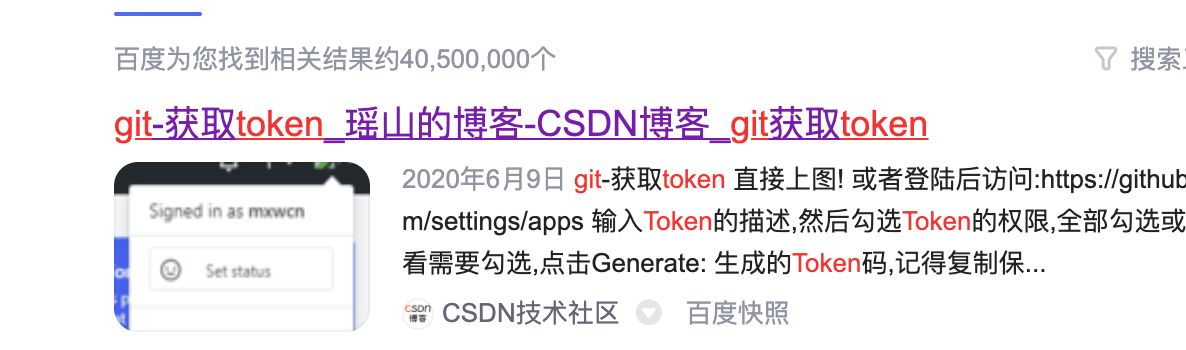 百度为您找到相关结果约40,500,000个
搜索
git-获取token_瑶山的博客-CSDN博客_git获取token
Signed in as mxwcn
Set status
2020年6月9日 git-获取token 直接上图! 或者登陆后访问:https://github
m/settings/apps 输入Token的描述,然后勾选Token的权限,全部勾选或
看需要勾选,点击Generate: 生成的Token码,记得复制保...
CSDN博客
CSDN技术社区 百度快照